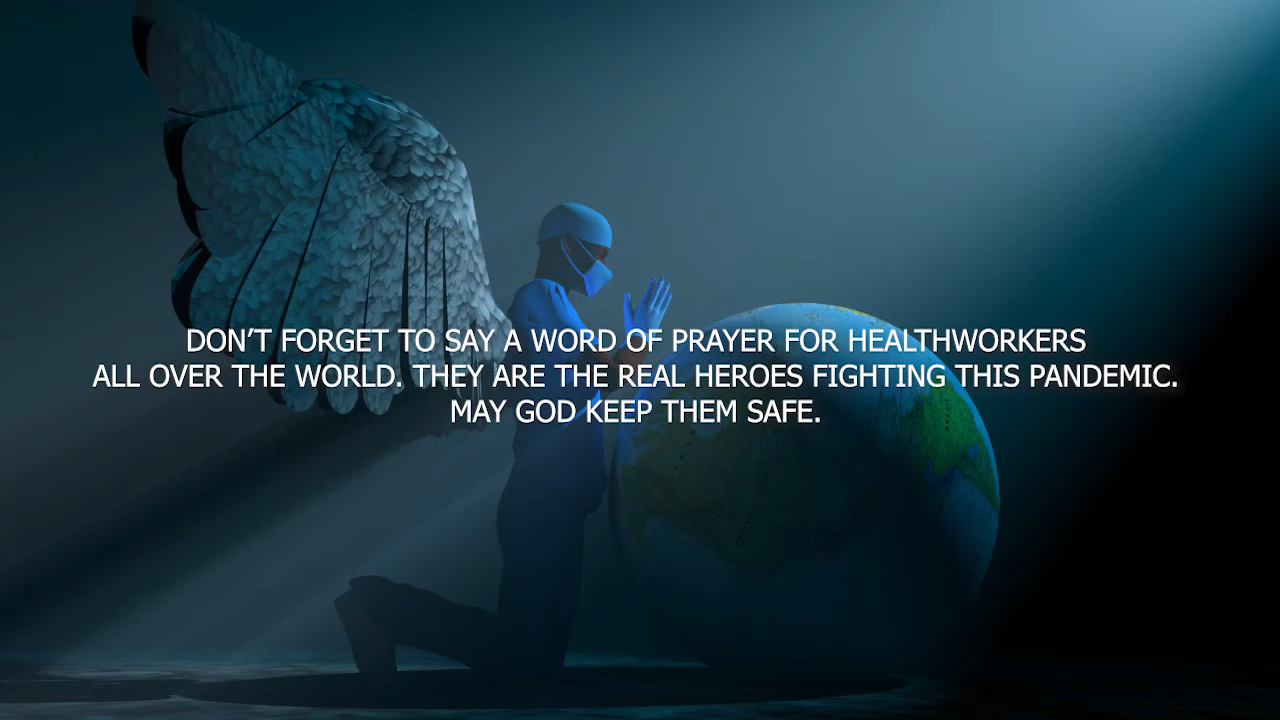 DON’T FORGET TO SAY A WORD OF PRAYER FOR HEALTHWORKERS
ALL OVER THE WORLD. THEY ARE THE REAL HEROES FIGHTING THIS PANDEMIC.
MAY GOD KEEP THEM SAFE.